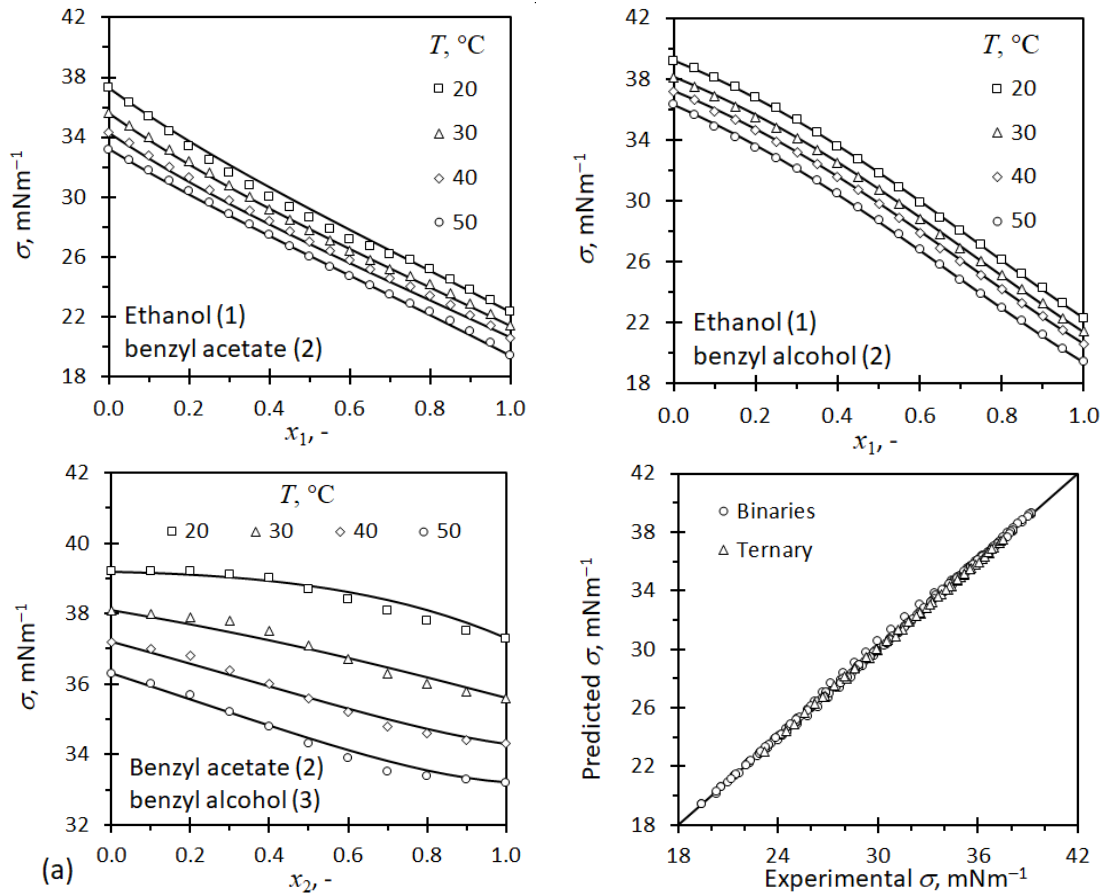 42
38
34
30
26
22
18
σ, mNm⁻¹
T, °C
20
30
40
50
Ethanol (1)
benzyl acetate (2)
0.0 0.2 0.4 0.6 0.8 1.0
x₁, -
42
38
34
30
26
22
18
σ, mNm⁻¹
T, °C
20
30
40
50
Ethanol (1)
benzyl alcohol (2)
0.0 0.2 0.4 0.6 0.8 1.0
x₁, -
42
40
38
36
34
32
σ, mNm⁻¹
T, °C
20 30 40 50
Benzyl acetate (2)
benzyl alcohol (3)
0.0 0.2 0.4 0.6 0.8 1.0
(a)
x₂, -
42
38
34
30
26
22
18
Predicted σ, mNm⁻¹
Binaries
Ternary
18 24 30 36 42
Experimental σ, mNm⁻¹